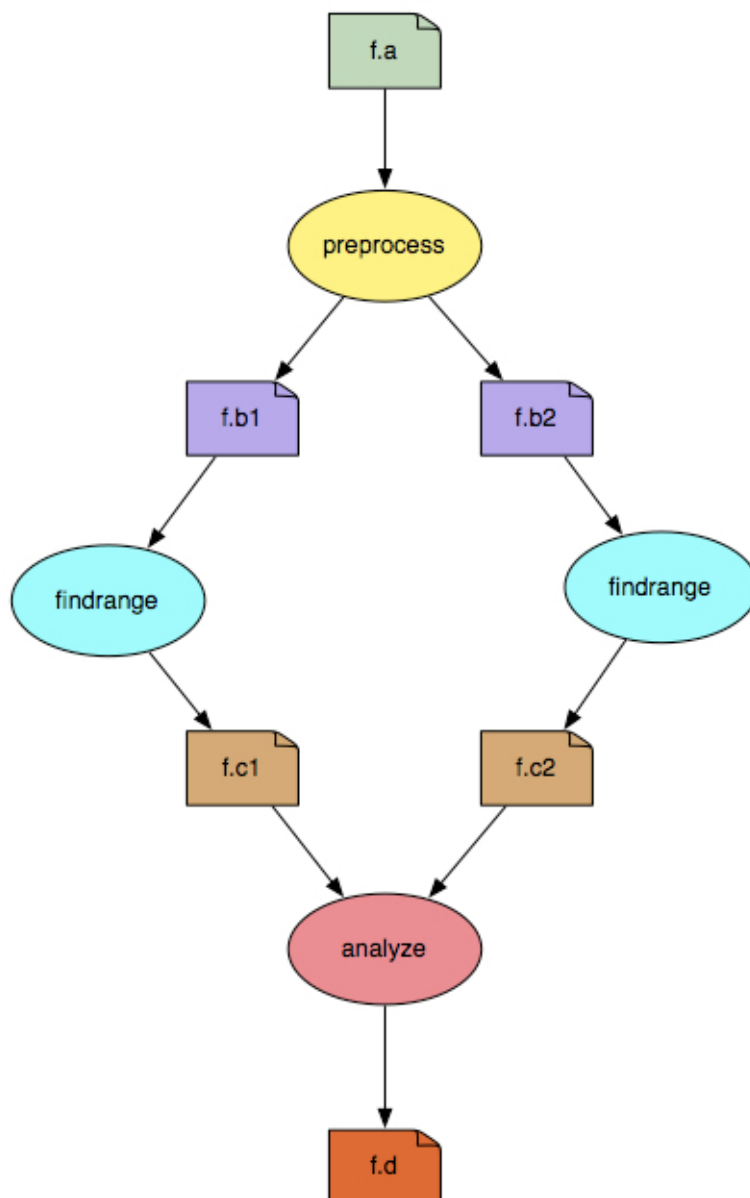 f.a
preprocess
f.b1
f.b2
findrange
findrange
f.c1
f.c2
analyze
f.d